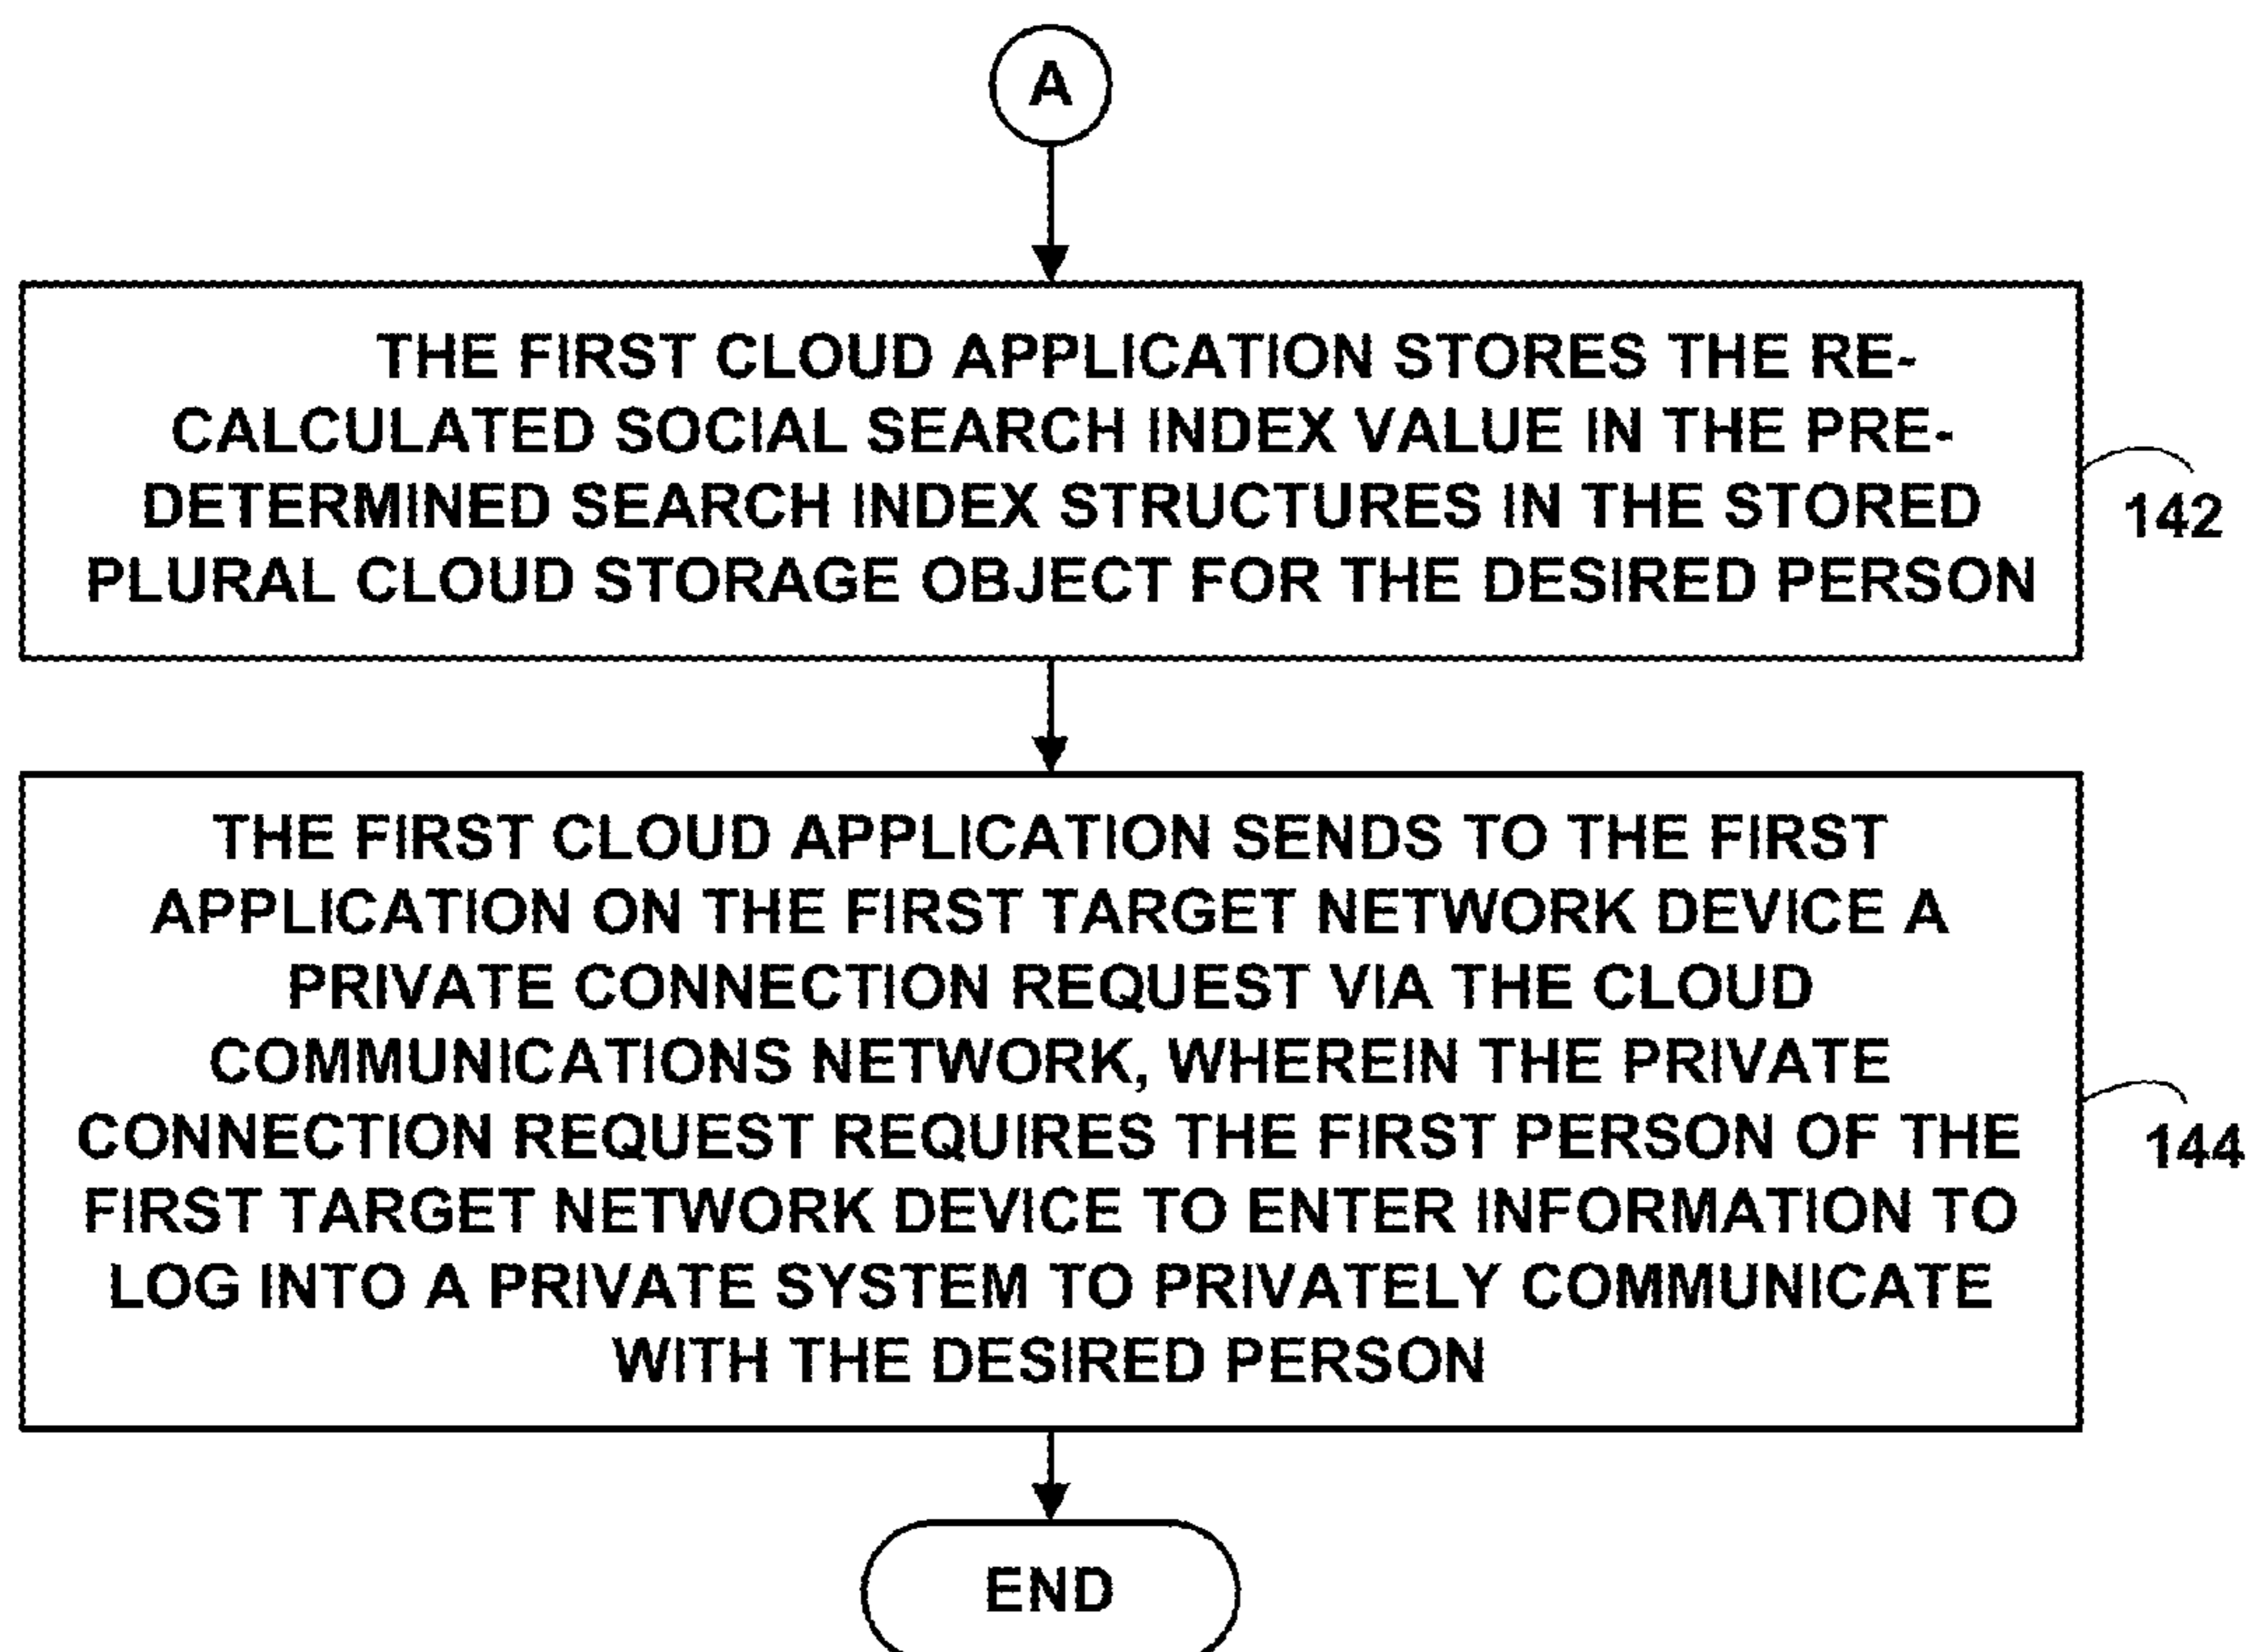 A
THE FIRST CLOUD APPLICATION STORES THE RE-
CALCULATED SOCIAL SEARCH INDEX VALUE IN THE PRE-
DETERMINED SEARCH INDEX STRUCTURES IN THE STORED
PLURAL CLOUD STORAGE OBJECT FOR THE DESIRED PERSON
142
THE FIRST CLOUD APPLICATION SENDS TO THE FIRST
APPLICATION ON THE FIRST TARGET NETWORK DEVICE A
PRIVATE CONNECTION REQUEST VIA THE CLOUD
COMMUNICATIONS NETWORK, WHEREIN THE PRIVATE
CONNECTION REQUEST REQUIRES THE FIRST PERSON OF THE
FIRST TARGET NETWORK DEVICE TO ENTER INFORMATION TO
LOG INTO A PRIVATE SYSTEM TO PRIVATELY COMMUNICATE
WITH THE DESIRED PERSON
144
END